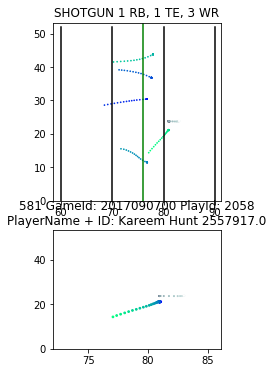 SHOTGUN 1 RB, 1 TE, 3 WR
50
40
30
20
10
0
60 70 80 90
581 GameId: 2017090700 PlayId: 2058
PlayerName + ID: Kareem Hunt 2557917.0
40
20
0
75 80 85